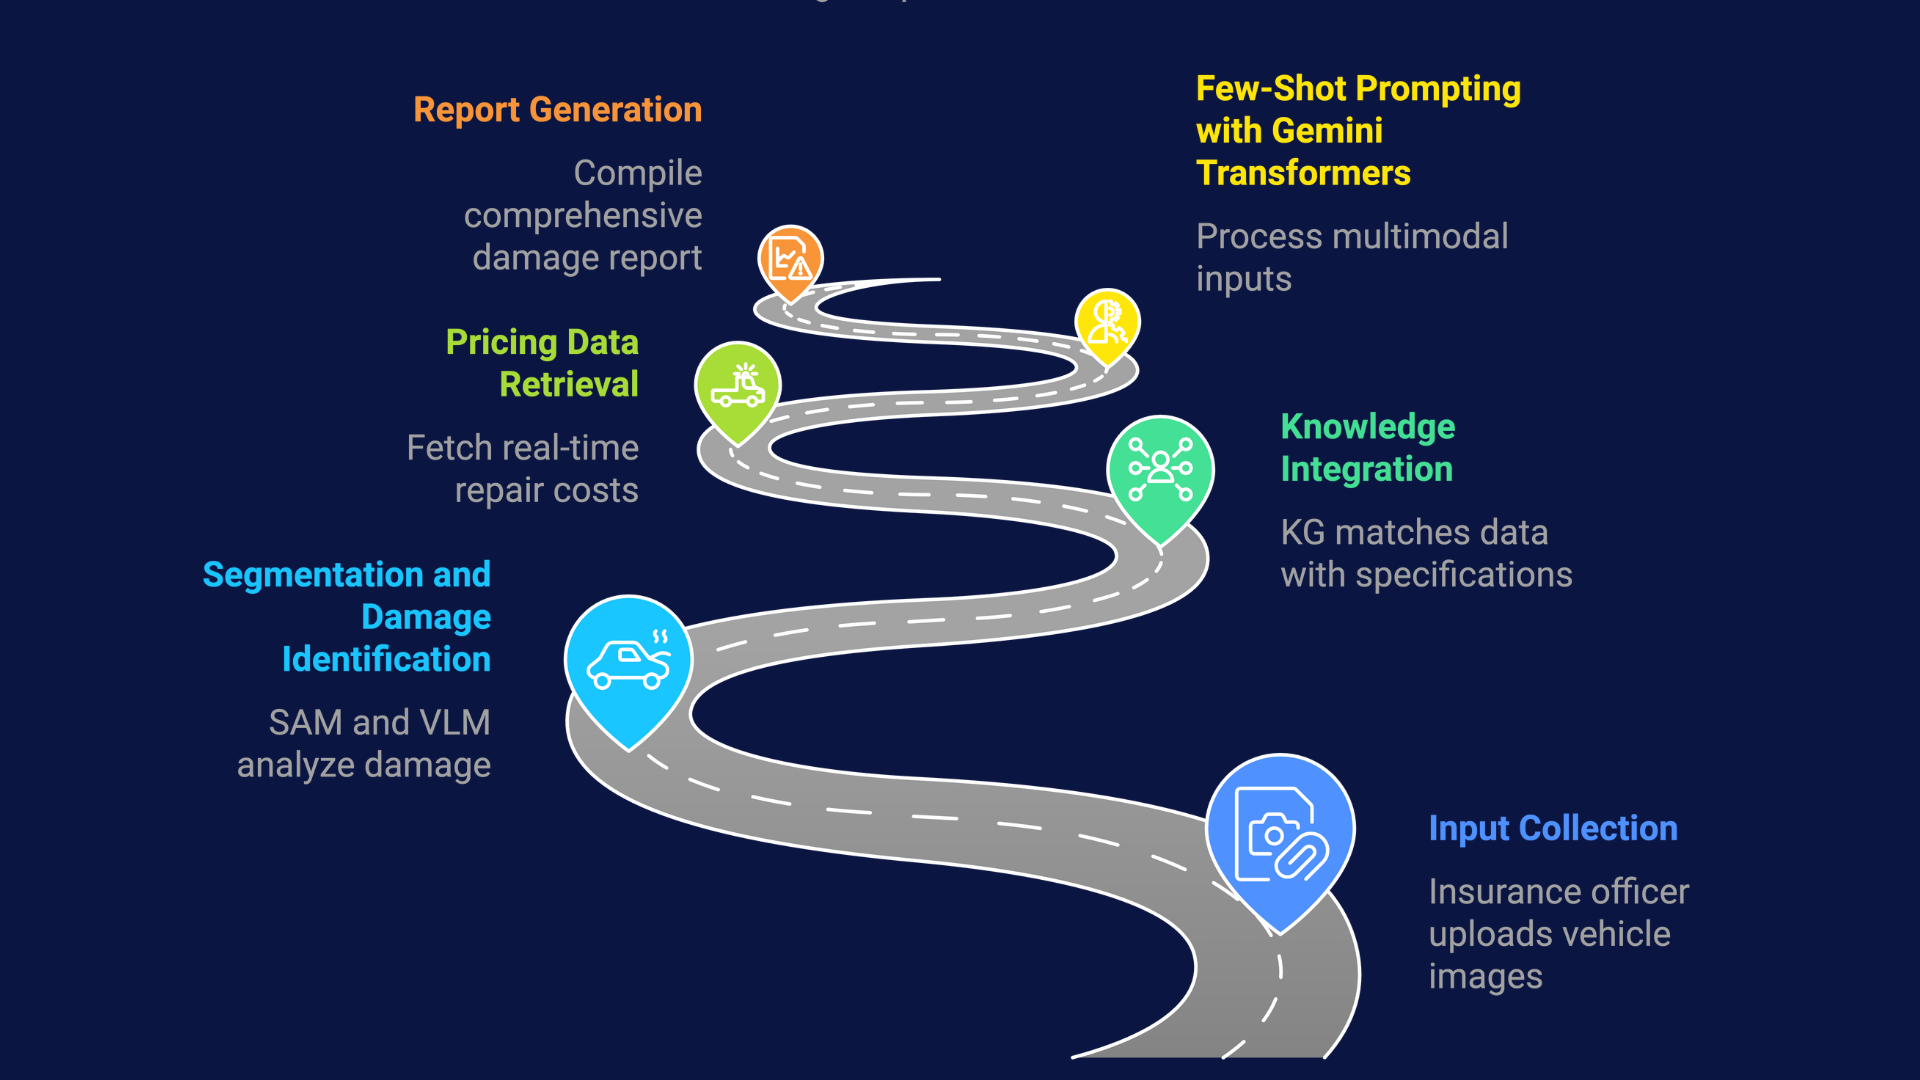 Report Generation
Compile
comprehensive
damage report
Few-Shot Prompting
with Gemini
Transformers
Process multimodal
inputs
Pricing Data
Retrieval
Fetch real-time
repair costs
Knowledge
Integration
KG matches data
with specifications
Segmentation and
Damage
Identification
SAM and VLM
analyze damage
Input Collection
Insurance officer
uploads vehicle
images